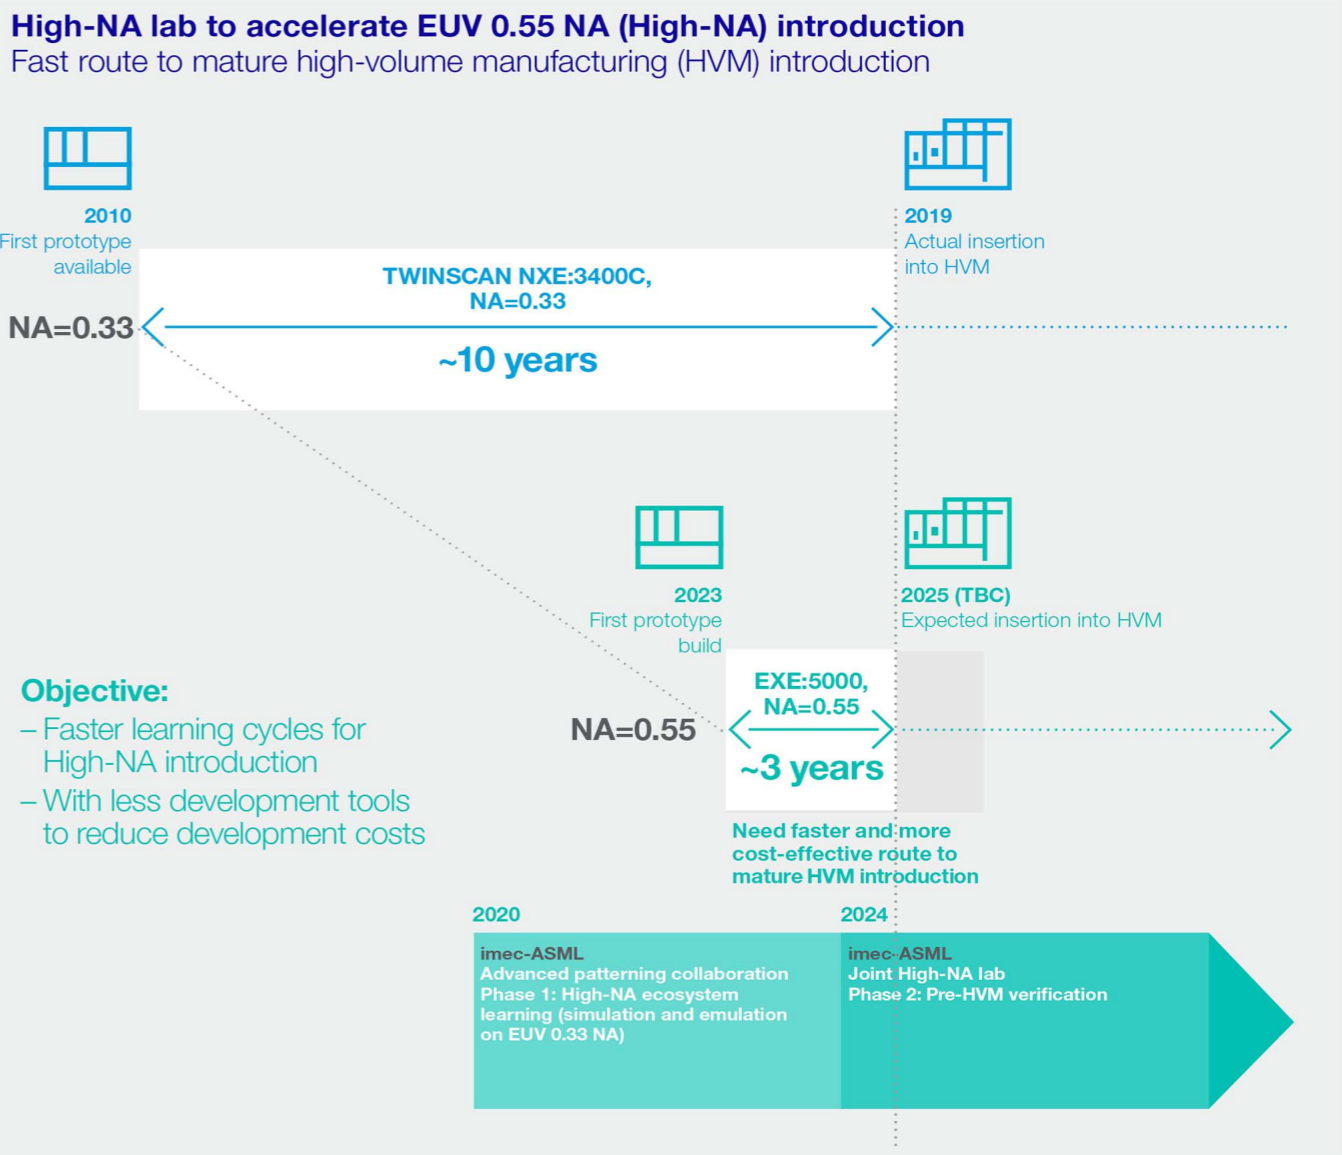 High-NA lab to accelerate EUV 0.55 NA (High-NA) introduction
Fast route to mature high-volume manufacturing (HVM) introduction
2010
First prototype
available
2019
Actual insertion
into HVM
TWINSCAN NXE:3400C,
NA=0.33
NA=0.33
~10 years
2023
First prototype
build
2025 (TBC)
Expected insertion into HVM
EXE:5000,
NA=0.55
NA=0.55
~3 years
Objective:
– Faster learning cycles for
High-NA introduction
– With less development tools
to reduce development costs
Need faster and more
cost-effective route to
mature HVM introduction
2020
imec-ASML
Advanced patterning collaboration
Phase 1: High-NA ecosystem
learning (simulation and emulation
on EUV 0.33 NA)
2024
imec-ASML
Joint High-NA lab
Phase 2: Pre-HVM verification